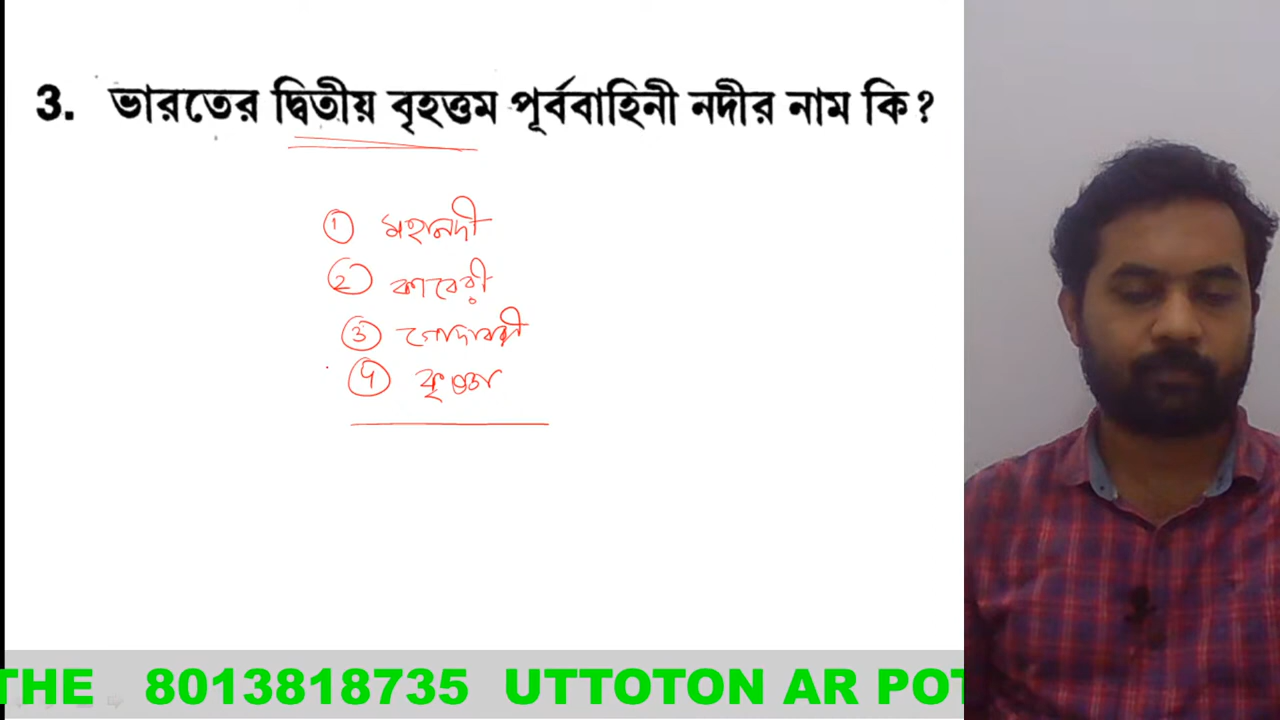 3. ভারতের দ্বিতীয় বৃহত্তম পূর্ববাহিনী নদীর নাম কি?
1 মহানদী
2 কাবেরী
3 গোদাবরী
4 কৃষ্ণা
THE 8013818735 UTTOTON AR POT